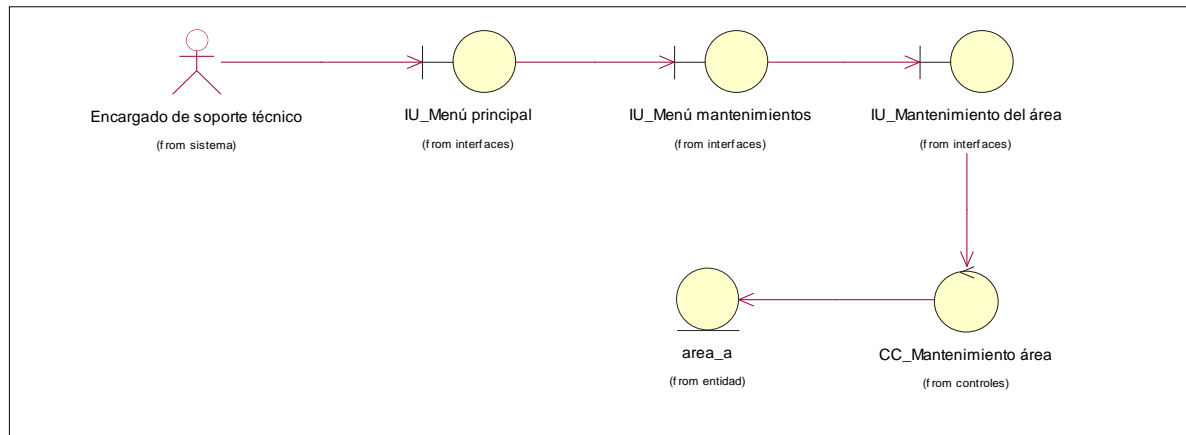 Encargado de soporte técnico
(from sistema)
IU_Menú principal
(from interfaces)
IU_Menú mantenimientos
(from interfaces)
IU_Mantenimiento del área
(from interfaces)
area_a
(from entidad)
CC_Mantenimiento área
(from controles)